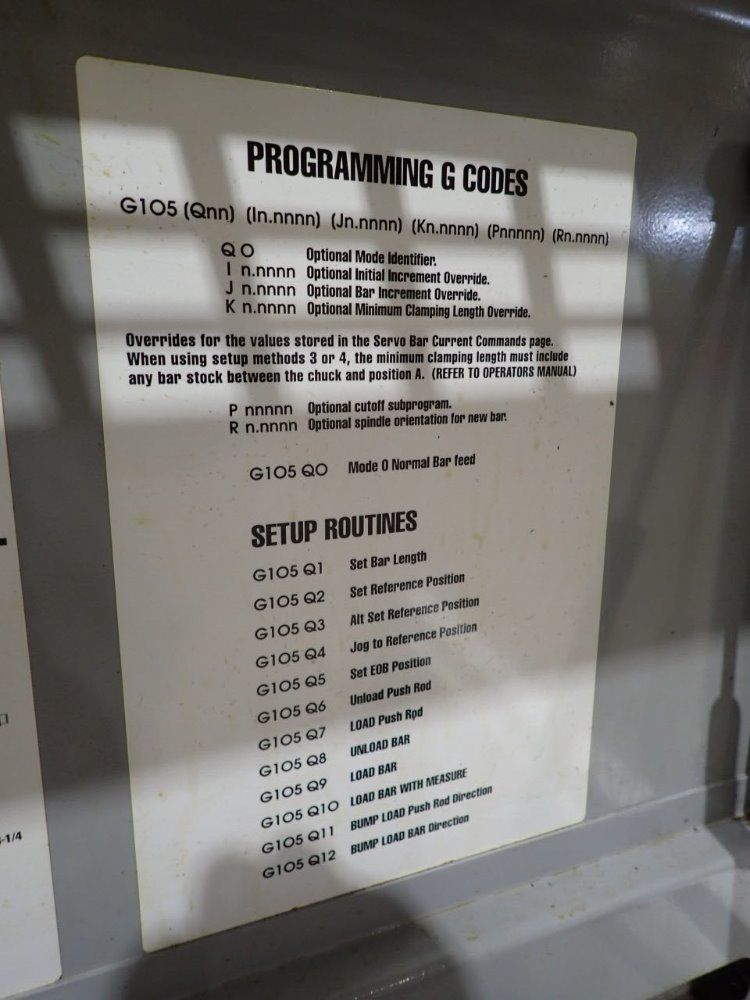 PROGRAMMING G CODES
G105 (Qnn) (In.nnnn) (Jn.nnnn) (Kn.nnnn) (Pnnnnn) (Rn.nnnn)
Q 0 Optional Mode Identifier.
I n.nnnn Optional Initial Increment Override.
J n.nnnn Optional Bar Increment Override.
K n.nnnn Optional Minimum Clamping Length Override.
Overrides for the values stored in the Servo Bar Current Commands page.
When using setup methods 3 or 4, the minimum clamping length must include
any bar stock between the chuck and position A. (REFER TO OPERATORS MANUAL)
P nnnnn Optional cutoff subprogram.
R n.nnnn Optional spindle orientation for new bar.
G105 Q0 Mode 0 Normal Bar feed
SETUP ROUTINES
G105 Q1 Set Bar Length
G105 Q2 Set Reference Position
G105 Q3 Alt Set Reference Position
G105 Q4 Jog to Reference Position
G105 Q5 Set EOB Position
G105 Q6 Unload Push Rod
G105 Q7 LOAD Push Rod
G105 Q8 UNLOAD BAR
G105 Q9 LOAD BAR
G105 Q10 LOAD BAR WITH MEASURE
G105 Q11 BUMP LOAD Push Rod Direction
G105 Q12 BUMP LOAD BAR Direction
-1/4